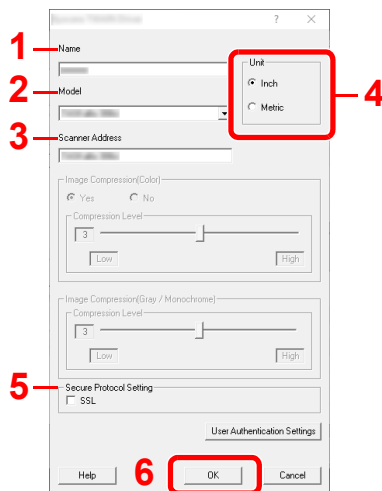 ? ×
1 Name
Unit
Inch
2 Model
Metric
4
3 Scanner Address
Image Compression(Color)
Yes No
Compression Level
3
Low High
Image Compression(Gray / Monochrome)
Compression Level
3
Low High
5 Secure Protocol Setting
SSL
User Authentication Settings
Help 6 OK Cancel